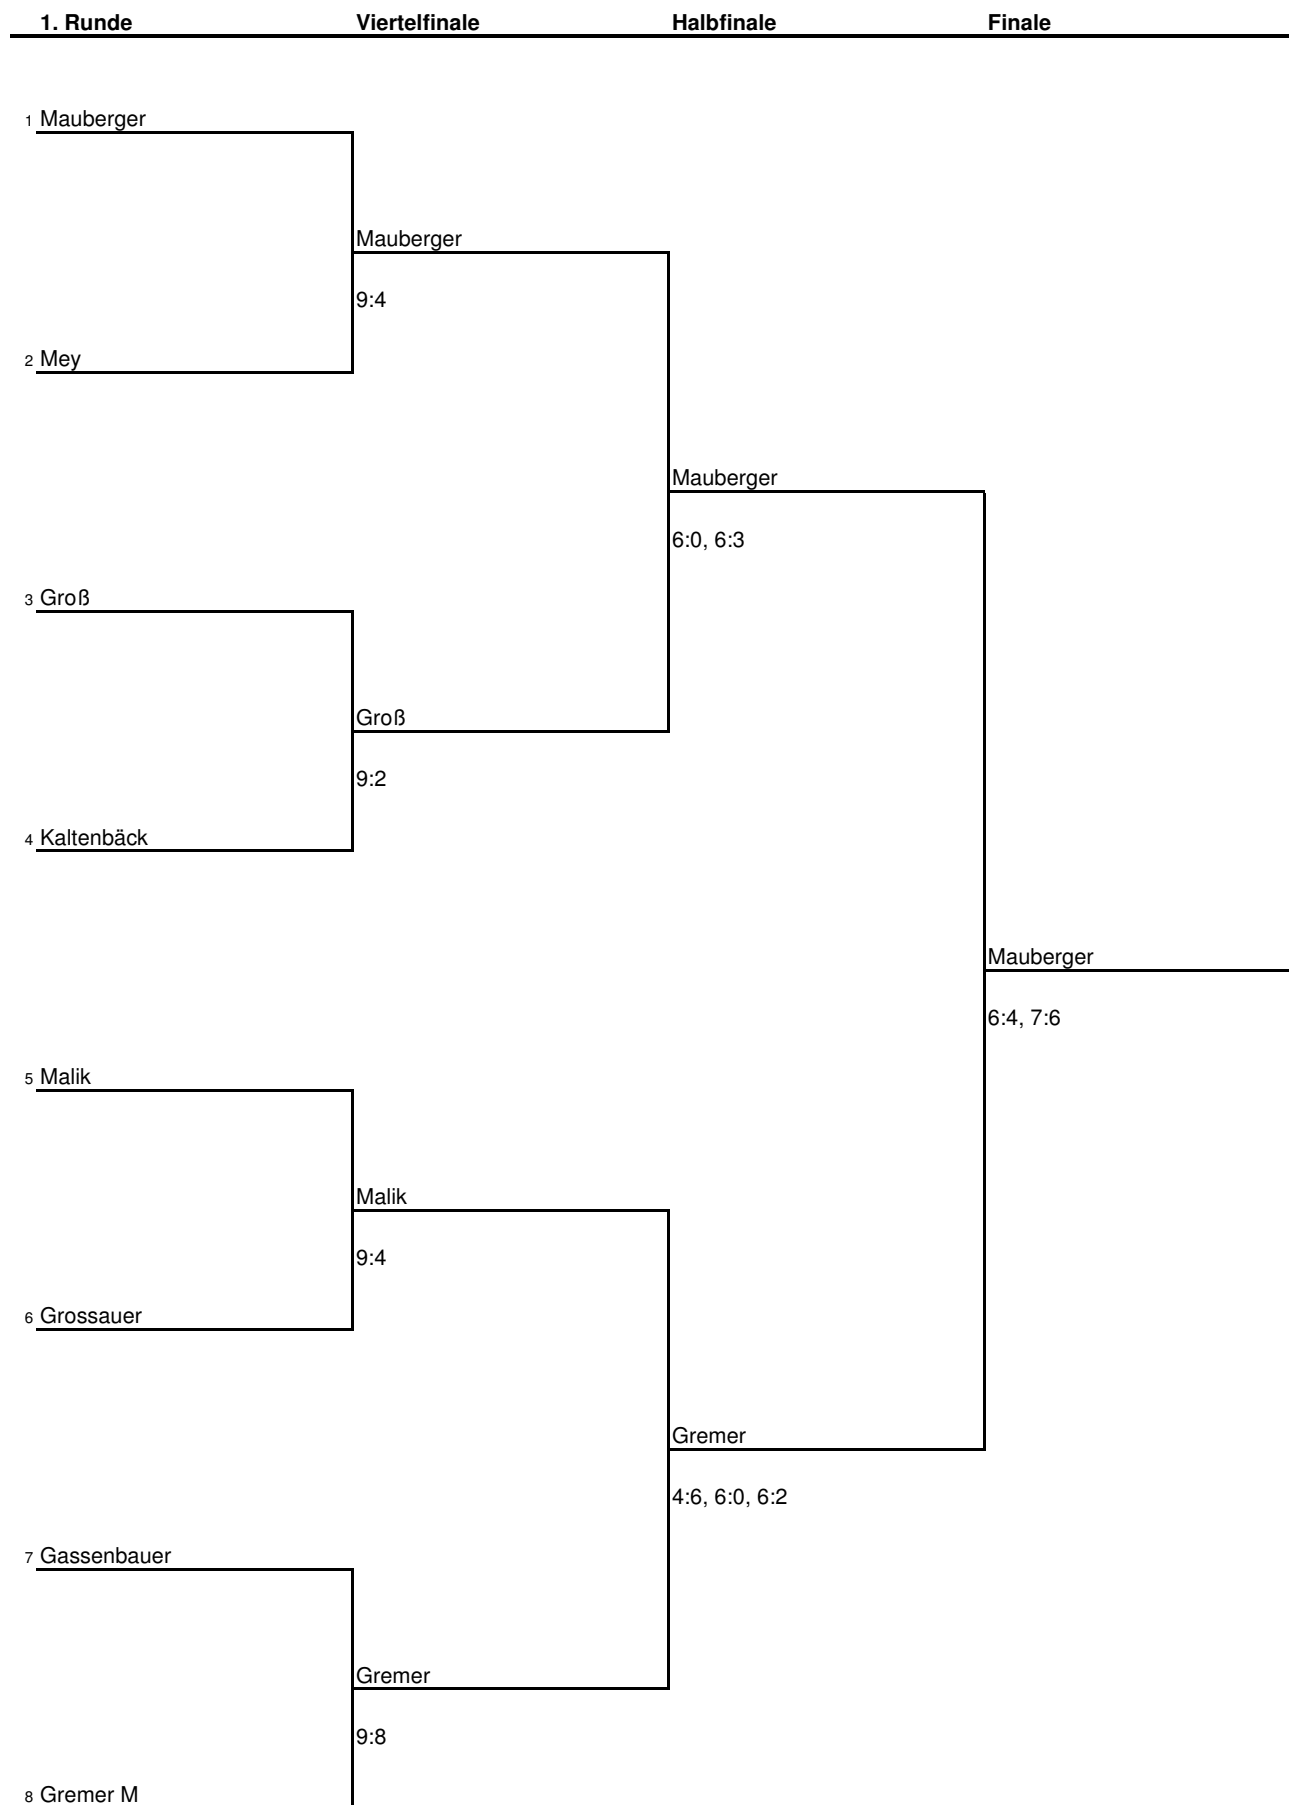 1. Runde Viertelfinale Halbfinale Finale
1 Mauberger
Mauberger
9:4
2 Mey
Mauberger
6:0, 6:3
3 Groß
Groß
9:2
4 Kaltenbäck
Mauberger
6:4, 7:6
5 Malik
Malik
9:4
6 Grossauer
Gremer
4:6, 6:0, 6:2
7 Gassenbauer
Gremer
9:8
8 Gremer M